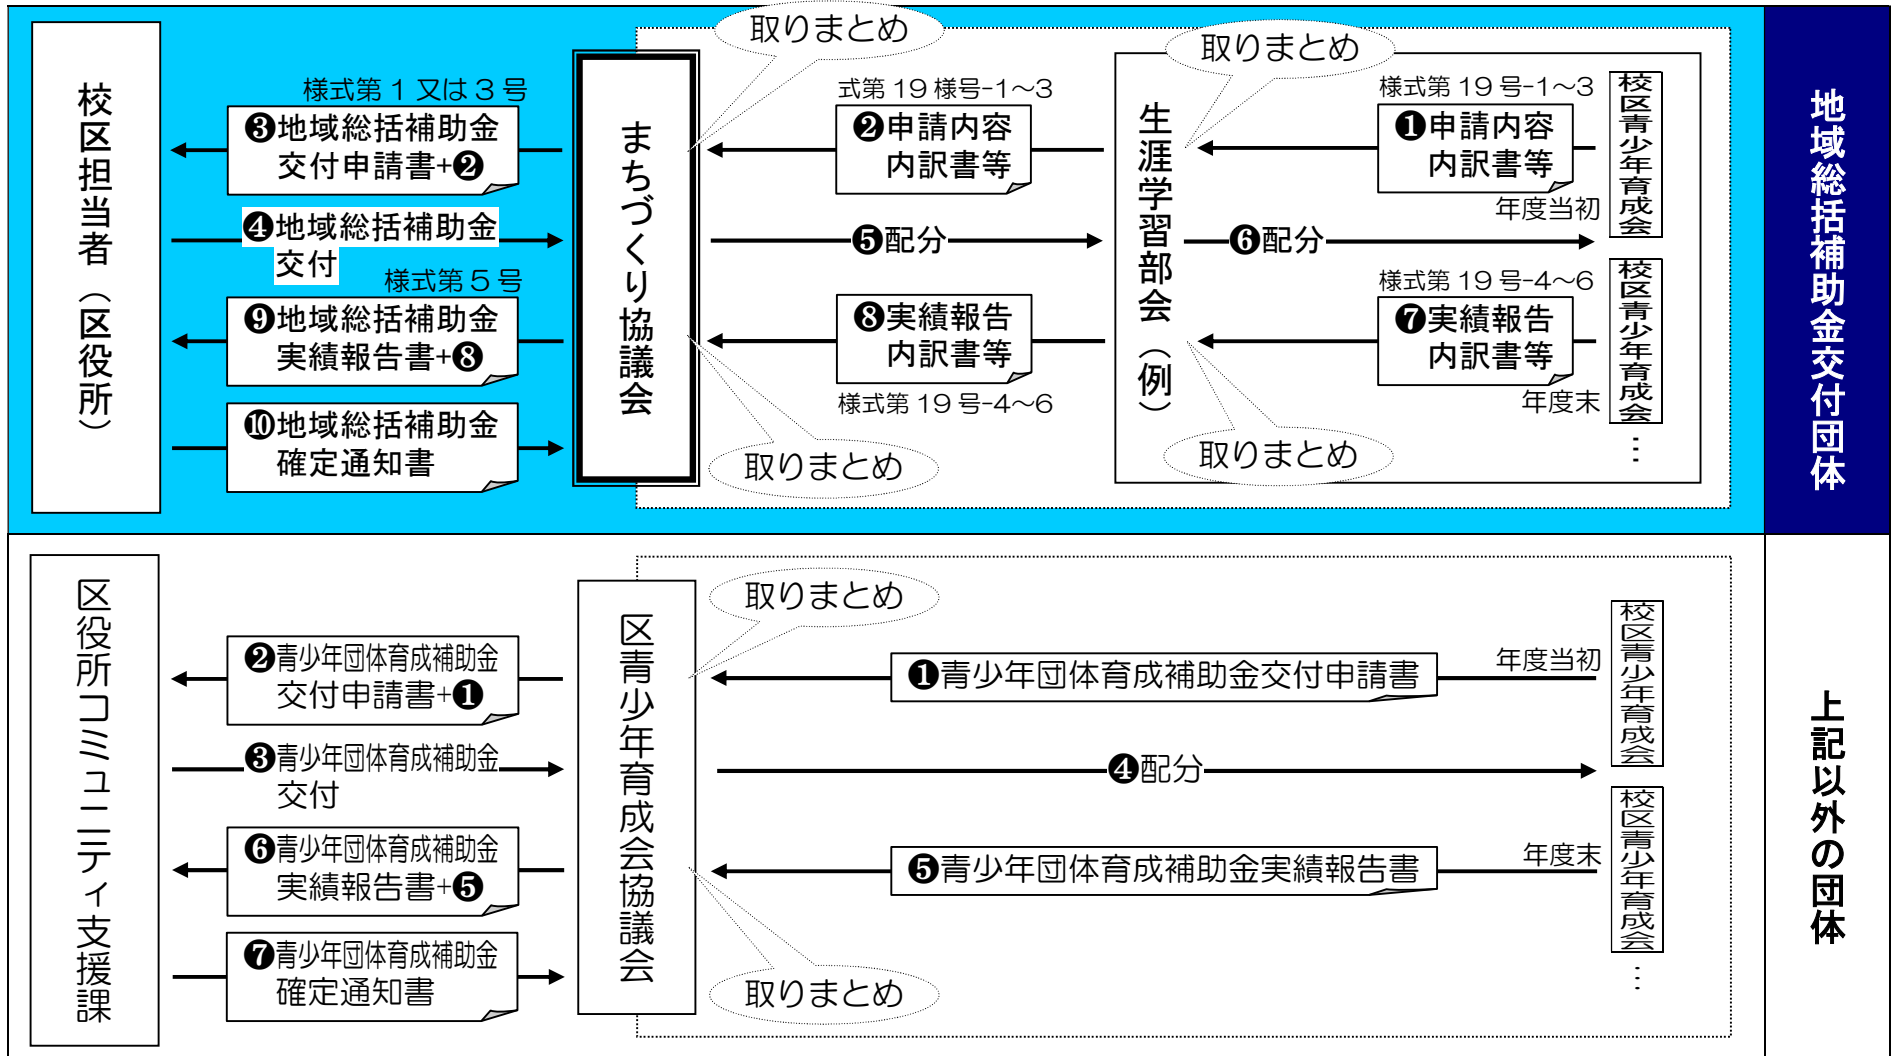 地域総括補助金交付団体
校区担当者（区役所）
様式第1又は3号
❸地域総括補助金
交付申請書+❷
❹地域総括補助金
交付
様式第5号
❾地域総括補助金
実績報告書+❽
❿地域総括補助金
確定通知書
まちづくり協議会
取りまとめ
取りまとめ
式第19様号-1～3
❷申請内容
内訳書等
❺配分
❽実績報告
内訳書等
様式第19号-4～6
生涯学習部会（例）
取りまとめ
取りまとめ
様式第19号-1～3
❶申請内容
内訳書等
年度当初
❻配分
様式第19号-4～6
❼実績報告
内訳書等
年度末
校区青少年育成会
校区青少年育成会
…
上記以外の団体
区役所コミュニティ支援課
❷青少年団体育成補助金
交付申請書+❶
❸青少年団体育成補助金
交付
❻青少年団体育成補助金
実績報告書+❺
❼青少年団体育成補助金
確定通知書
区青少年育成会協議会
取りまとめ
取りまとめ
❶青少年団体育成補助金交付申請書
年度当初
❹配分
❺青少年団体育成補助金実績報告書
年度末
校区青少年育成会
校区青少年育成会
…